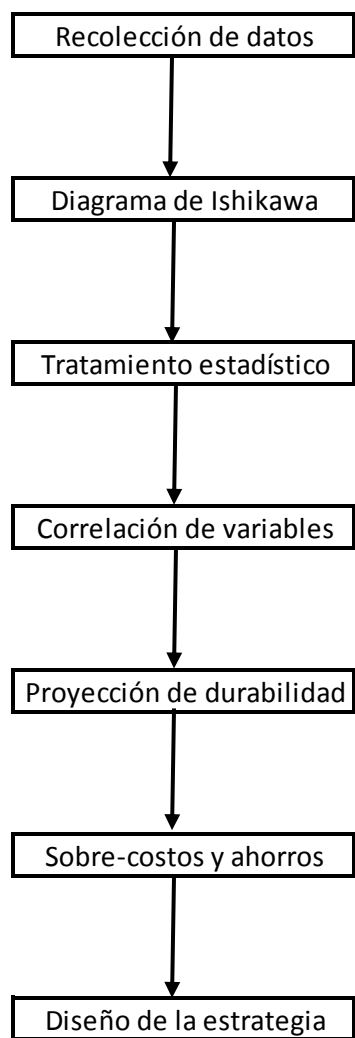 Recolección de datos
Diagrama de Ishikawa
Tratamiento estadístico
Correlación de variables
Proyección de durabilidad
Sobre-costos y ahorros
Diseño de la estrategia